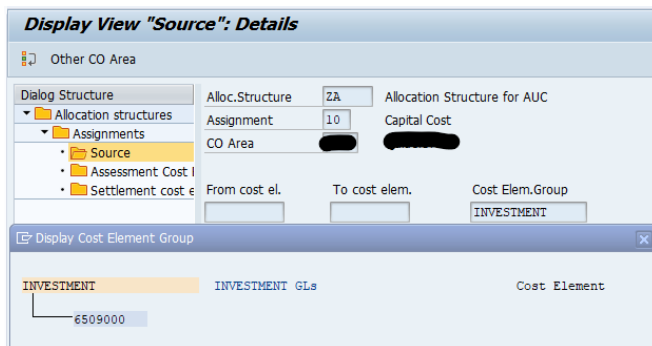 Display View "Source": Details
Other CO Area
Dialog Structure
Allocation structures
Assignments
Source
Assessment Cost
Settlement cost e
Alloc.Structure ZA Allocation Structure for AUC
Assignment 10 Capital Cost
CO Area
From cost el. To cost elem. Cost Elem.Group
INVESTMENT
Display Cost Element Group
INVESTMENT INVESTMENT GLs Cost Element
6509000